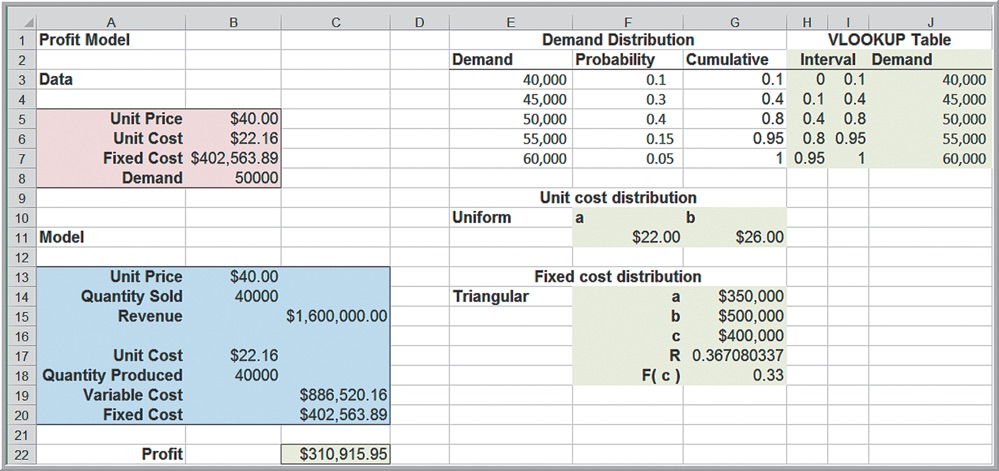 A B C D E F G H I J
1 Profit Model Demand Distribution VLOOKUP Table
2 Demand Probability Cumulative Interval Demand
3 Data 40,000 0.1 0.1 0 0.1 40,000
4 45,000 0.3 0.4 0.1 0.4 45,000
5 Unit Price $40.00 50,000 0.4 0.8 0.4 0.8 50,000
6 Unit Cost $22.16 55,000 0.15 0.95 0.8 0.95 55,000
7 Fixed Cost $402,563.89 60,000 0.05 1 0.95 1 60,000
8 Demand 50000
9 Unit cost distribution
10 Uniform a b
11 Model $22.00 $26.00
12
13 Unit Price $40.00 Fixed cost distribution
14 Quantity Sold 40000 Triangular a $350,000
15 Revenue $1,600,000.00 b $500,000
16 c $400,000
17 Unit Cost $22.16 R 0.367080337
18 Quantity Produced 40000 F( c ) 0.33
19 Variable Cost $886,520.16
20 Fixed Cost $402,563.89
21
22 Profit $310,915.95